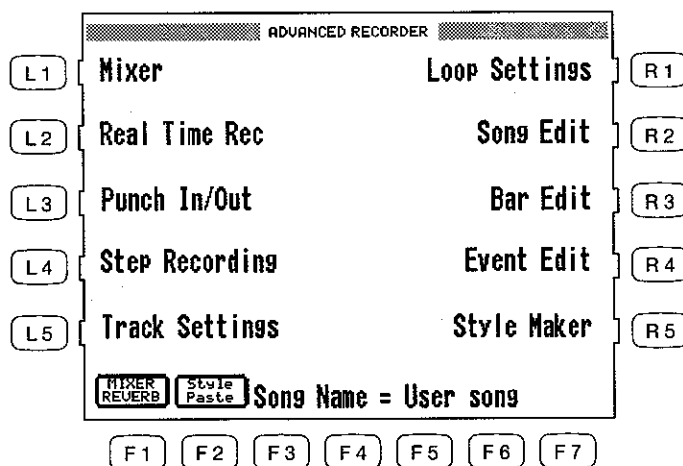 ADVANCED RECORDER
L1 Mixer Loop Settings R1
L2 Real Time Rec Song Edit R2
L3 Punch In/Out Bar Edit R3
L4 Step Recording Event Edit R4
L5 Track Settings Style Maker R5
MIXER REVERB Style Paste Song Name = User song
F1 F2 F3 F4 F5 F6 F7